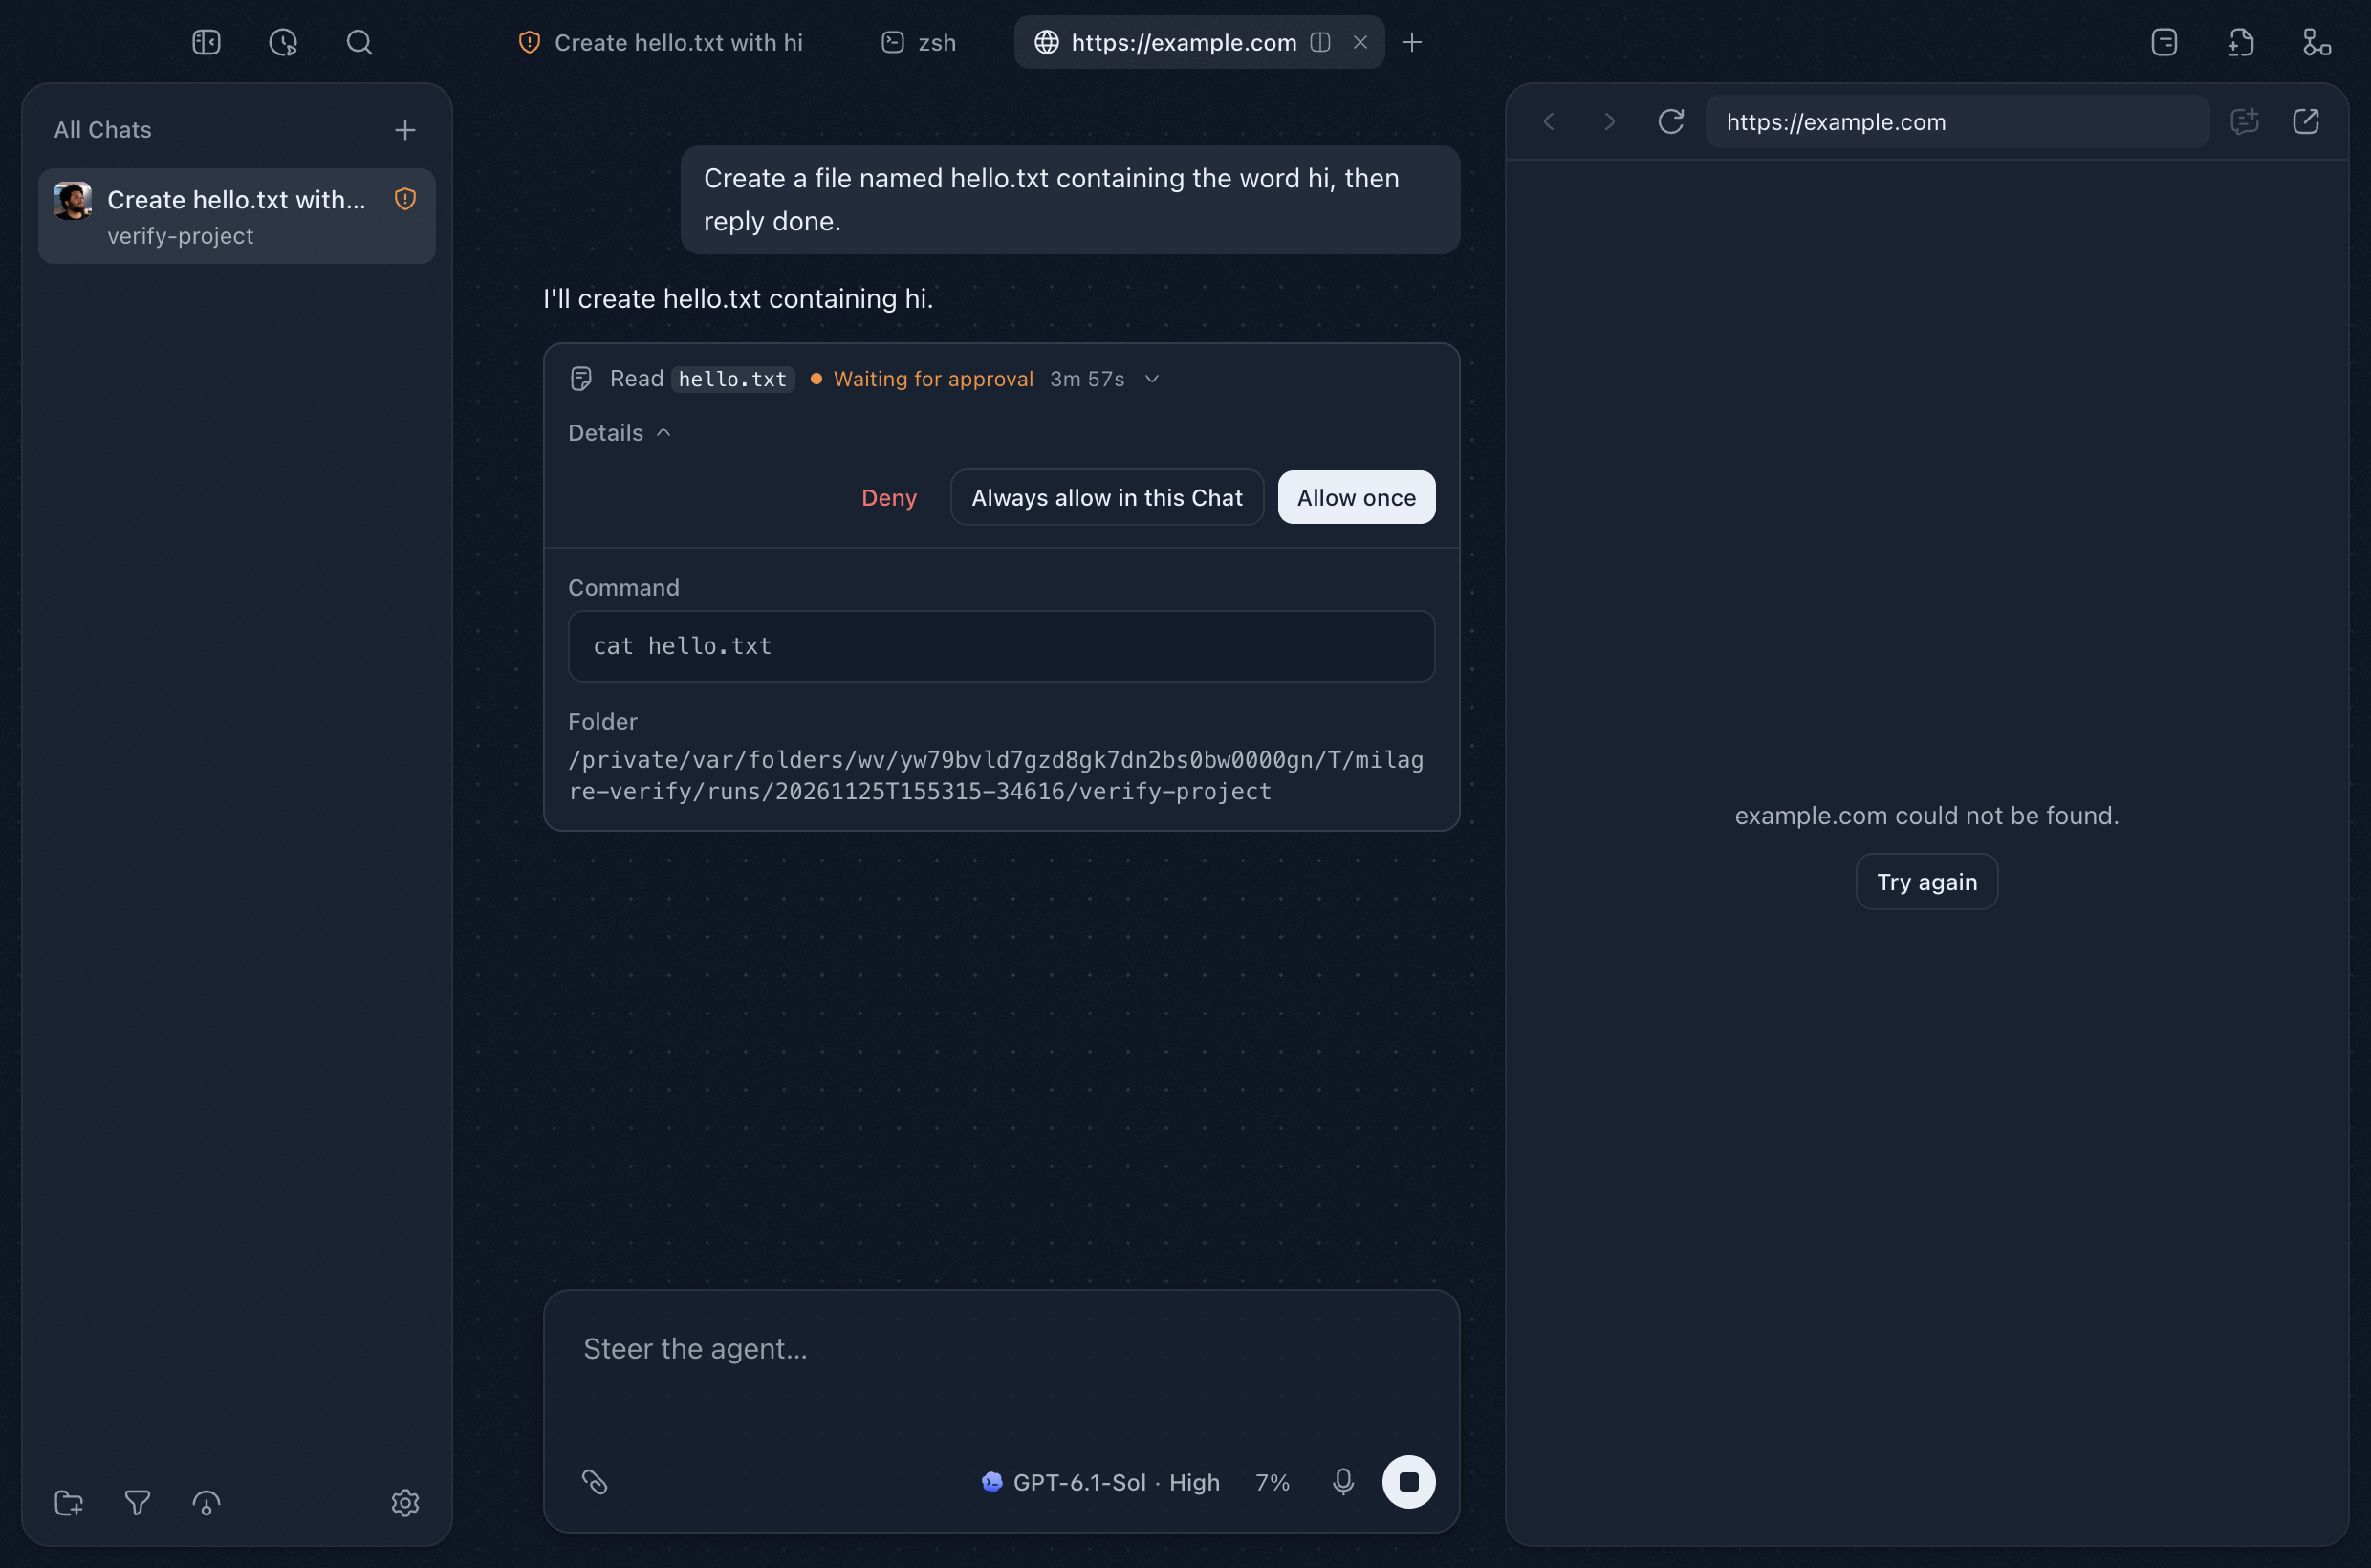 Create hello.txt with hi
zsh
https://example.com
All Chats
Create hello.txt with...
verify-project
Create a file named hello.txt containing the word hi, then
reply done.
I'll create hello.txt containing hi.
Read hello.txt Waiting for approval 3m 57s
Details
Deny
Always allow in this Chat
Allow once
Command
cat hello.txt
Folder
/private/var/folders/wv/yw79bvld7gzd8gk7dn2bs0bw0000gn/T/milag
re-verify/runs/20261125T155315-34616/verify-project
Steer the agent...
GPT-6.1-Sol · High 7%
https://example.com
example.com could not be found.
Try again